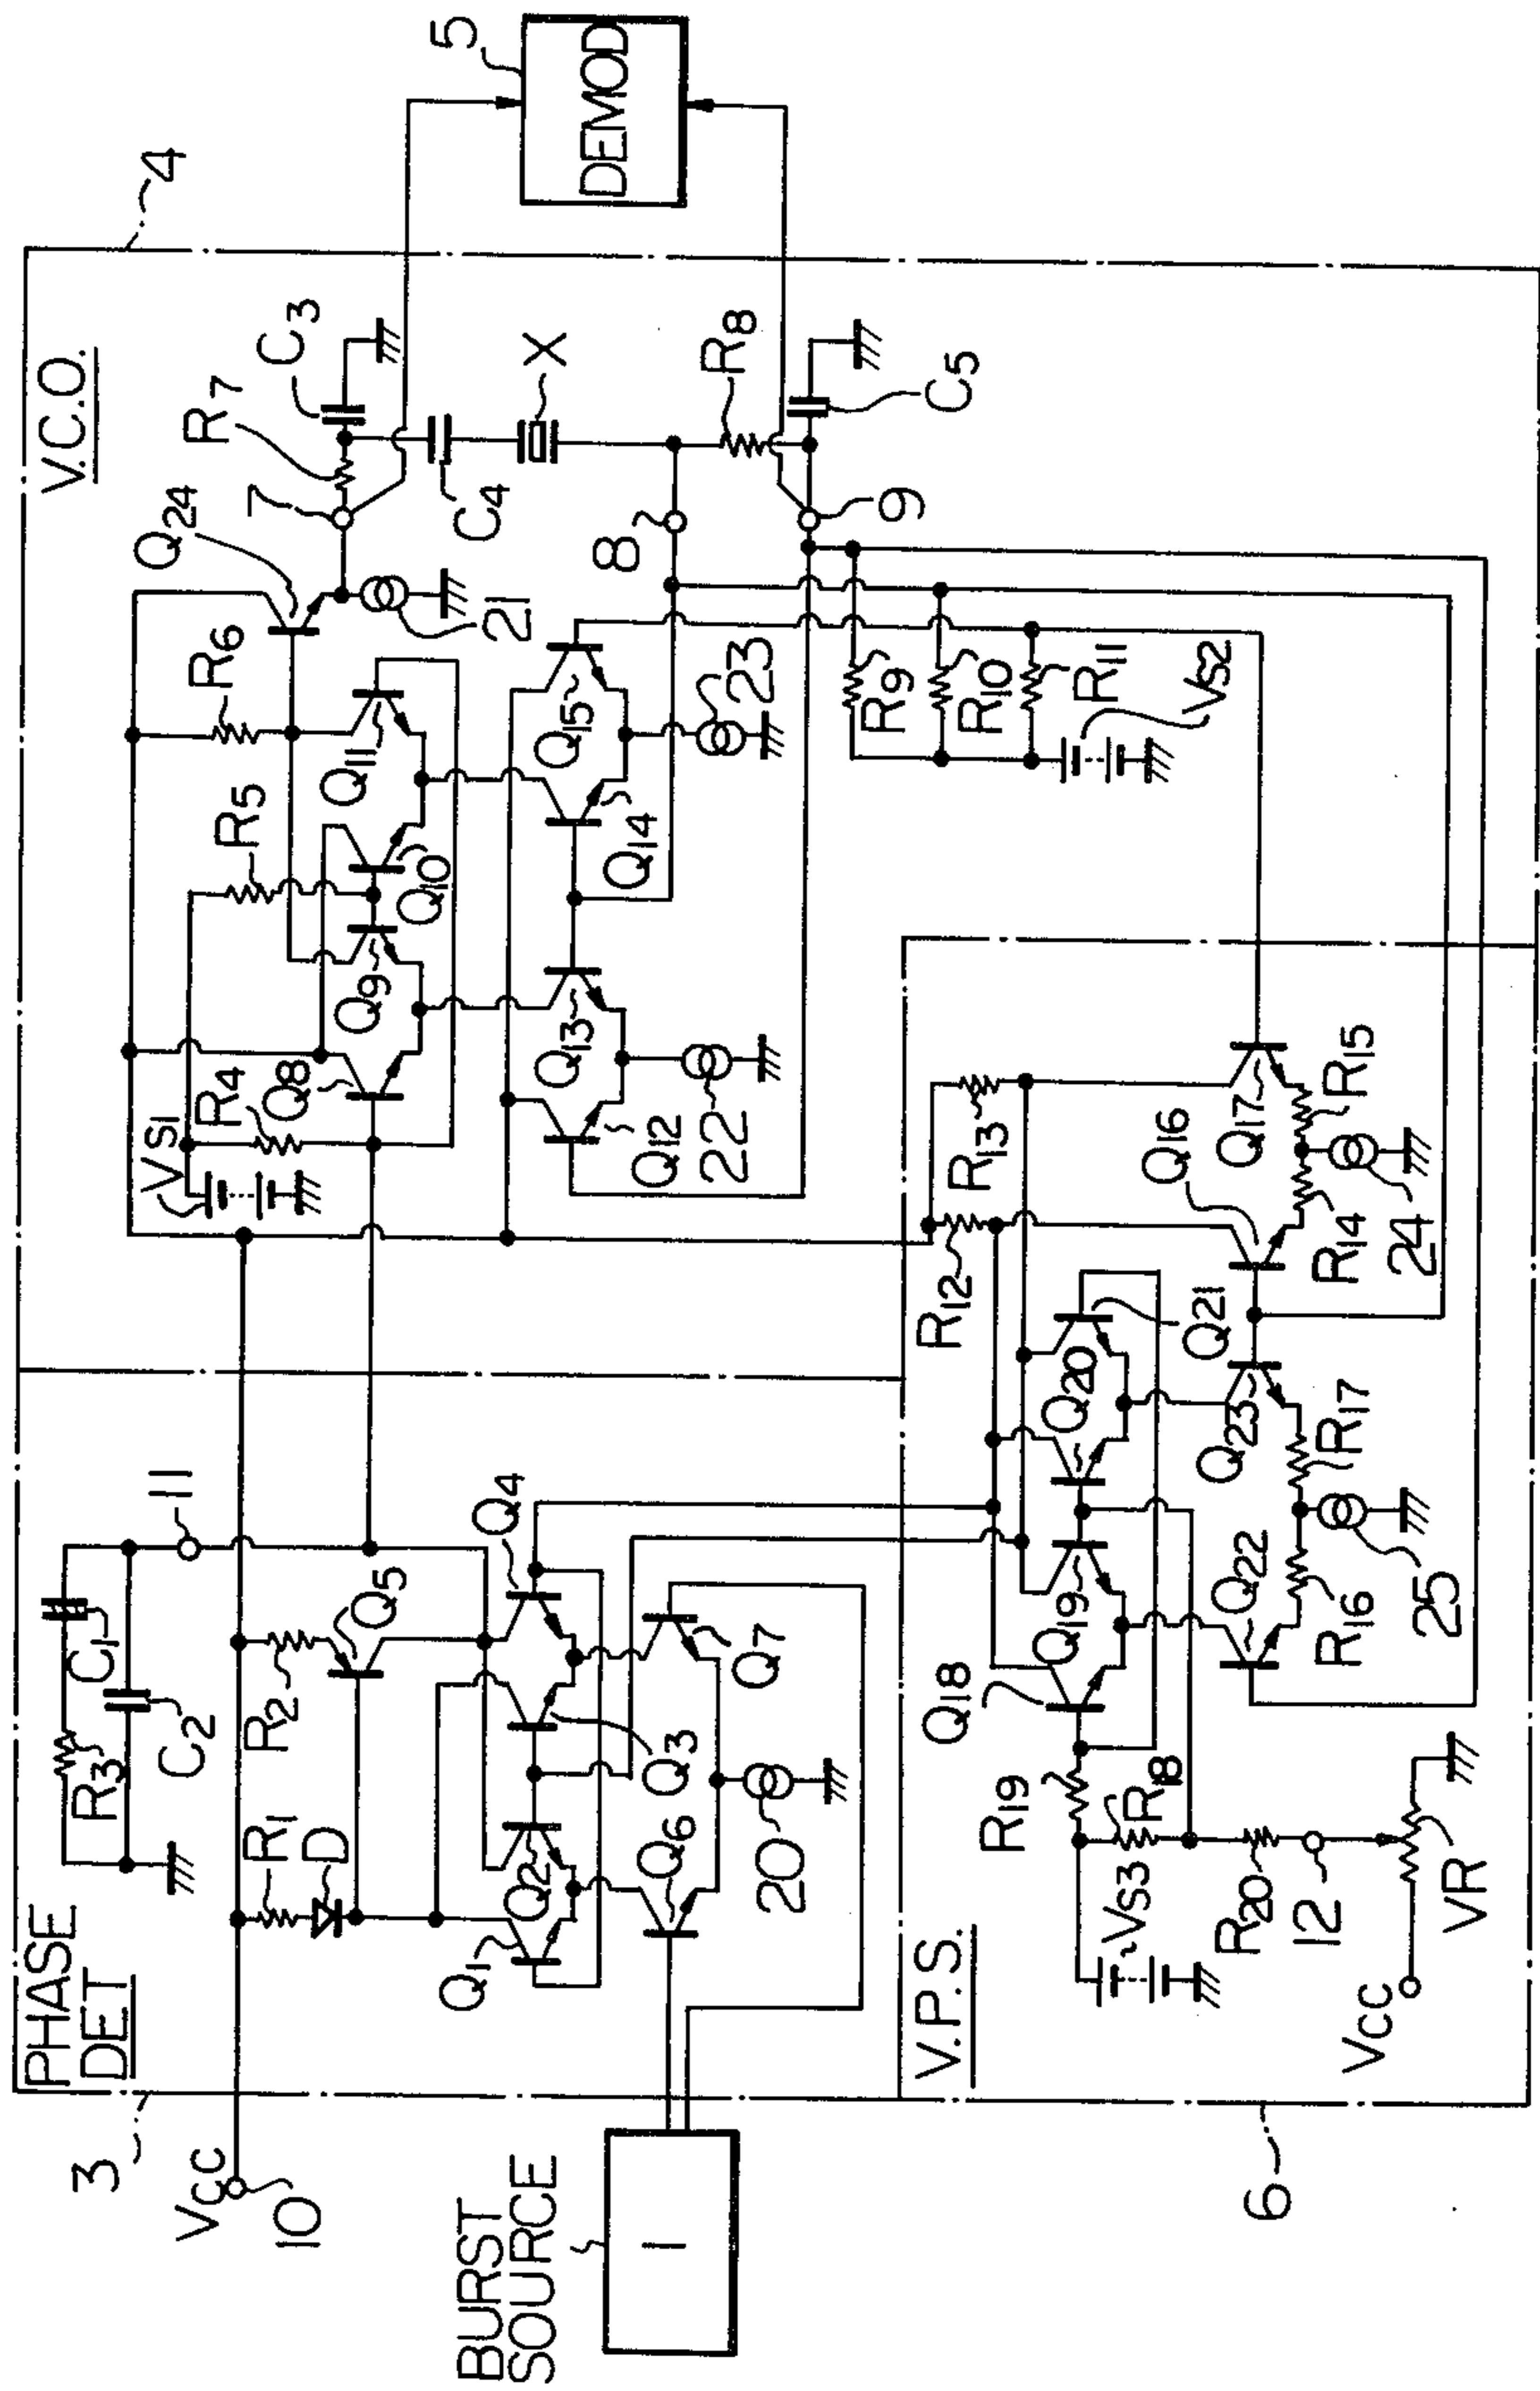 PHASE
DET
3
VCC
10
BURST
SOURCE
1
R1
D
R2
Q5
R3
C1
C2
11
Q1
Q2
Q3
Q4
Q6
Q7
20
V.C.O.
4
VS1
R4
R5
R6
Q8
Q9
Q10
Q11
Q24
21
7
R7
C3
C4
X
8
R8
9
C5
Q12
Q13
Q14
Q15
22
23
R9
R10
R11
VS2
5
DEMOD
V.P.S.
6
R12
R13
Q16
Q17
R14
R15
24
Q18
Q19
Q20
Q21
Q22
Q23
R16
R17
25
R19
R18
VS3
R20
12
VR
VCC